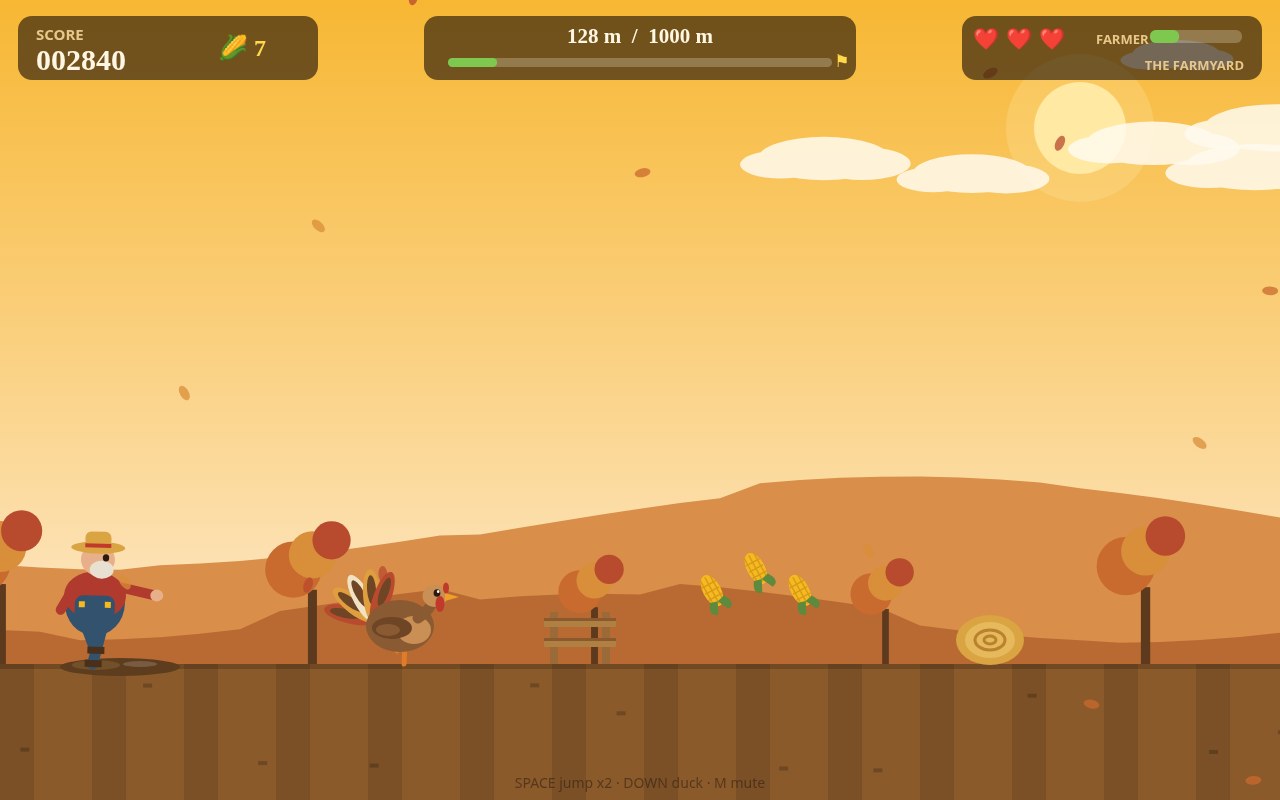 SCORE
002840
7
128 m / 1000 m
FARMER
THE FARMYARD
SPACE jump x2 · DOWN duck · M mute